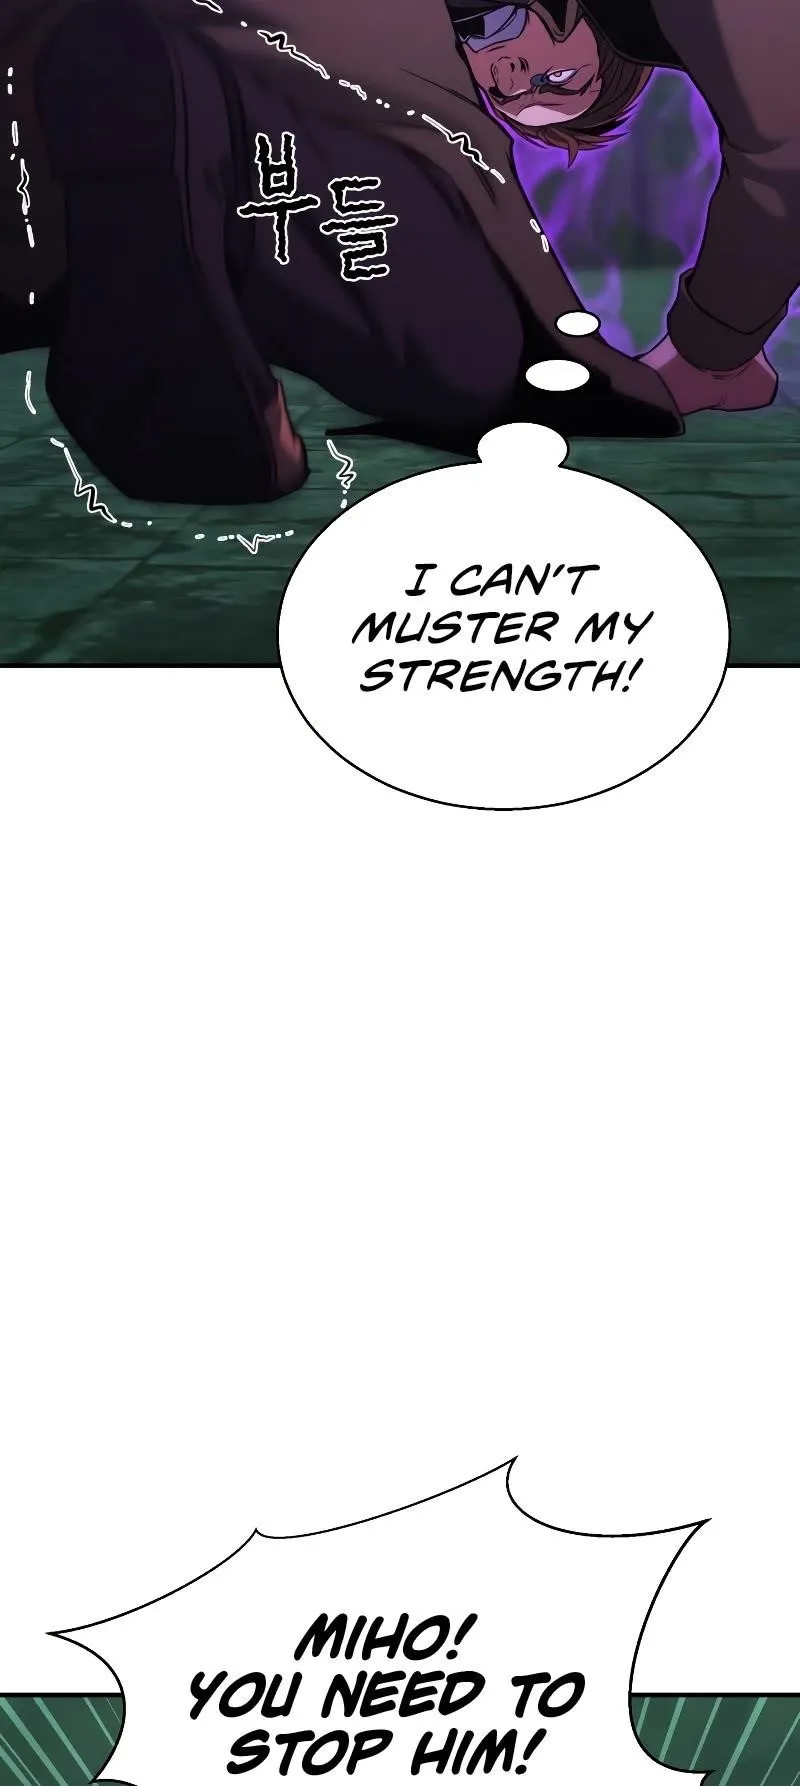 부들
I CAN'T
MUSTER MY
STRENGTH!
MIHO!
YOU NEED TO
STOP HIM!